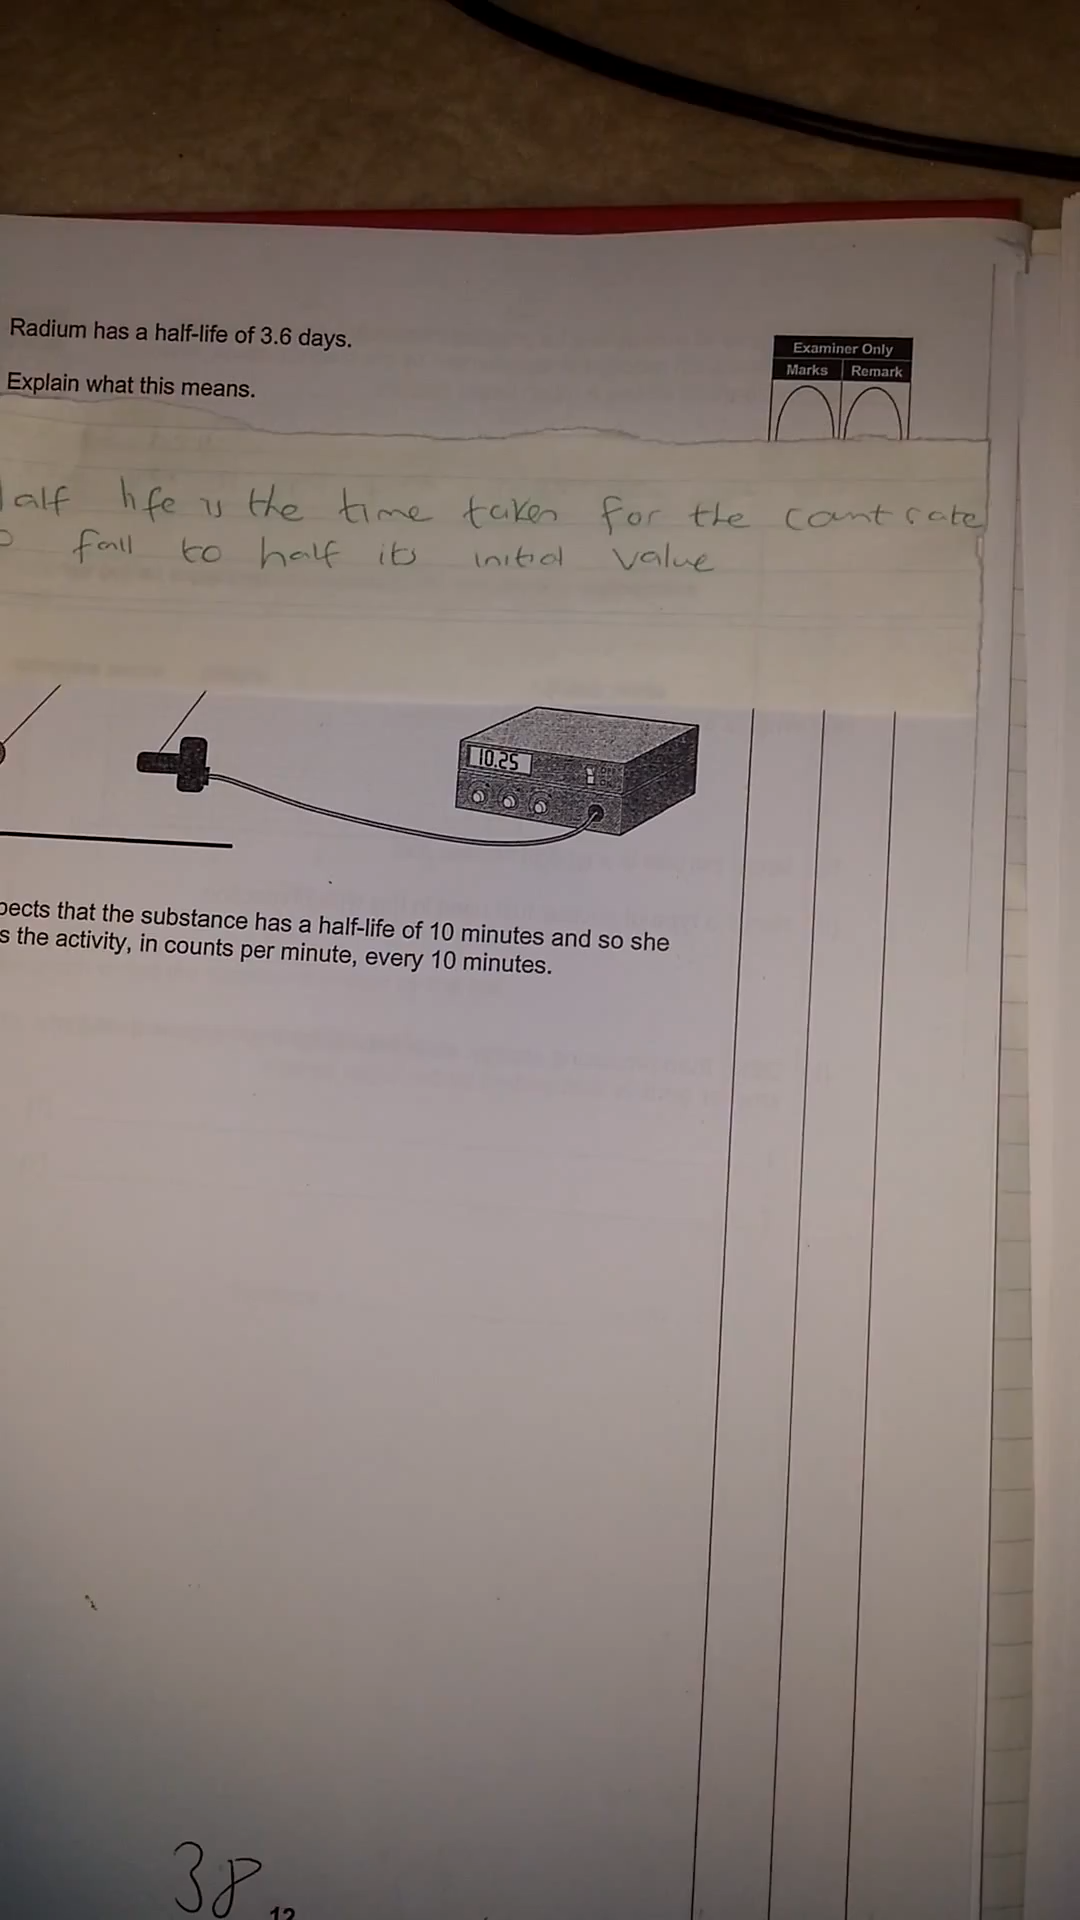 Radium has a half-life of 3.6 days.
Examiner Only
Marks Remark
Explain what this means.
alf life is the time taken for the count rate
fall to half its initial value
10.25
pects that the substance has a half-life of 10 minutes and so she
s the activity, in counts per minute, every 10 minutes.
38
12